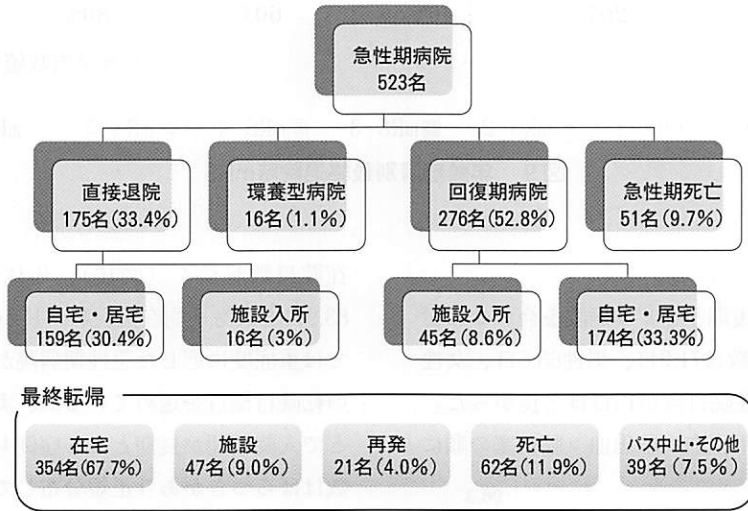 急性期病院
523名
直接退院
175名(33.4%)
環養型病院
16名(1.1%)
回復期病院
276名(52.8%)
急性期死亡
51名(9.7%)
自宅・居宅
159名(30.4%)
施設入所
16名(3%)
施設入所
45名(8.6%)
自宅・居宅
174名(33.3%)
最終転帰
在宅
354名(67.7%)
施設
47名(9.0%)
再発
21名(4.0%)
死亡
62名(11.9%)
パス中止・その他
39名(7.5%)